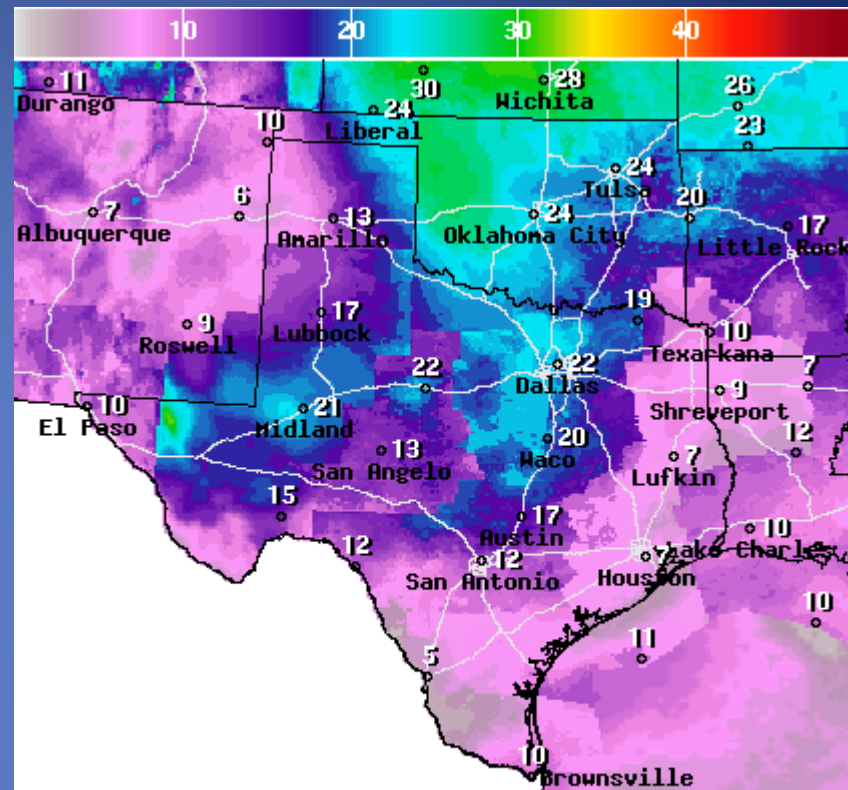 10 20 30 40
11
Durango
30
28
Wichita
26
24
Liberal
10
23
24
Tulsa
7
Albuquerque
6
13
Amarillo
24
Oklahoma City
20
17
Little Rock
9
Roswell
17
Lubbock
19
10
Texarkana
22
22
Dallas
9
Shreveport
7
10
El Paso
21
Midland
13
San Angelo
20
Waco
7
Lufkin
12
15
17
Austin
10
Lake Charl
12
12
San Antonio
Houston
10
11
5
10
Brownsville